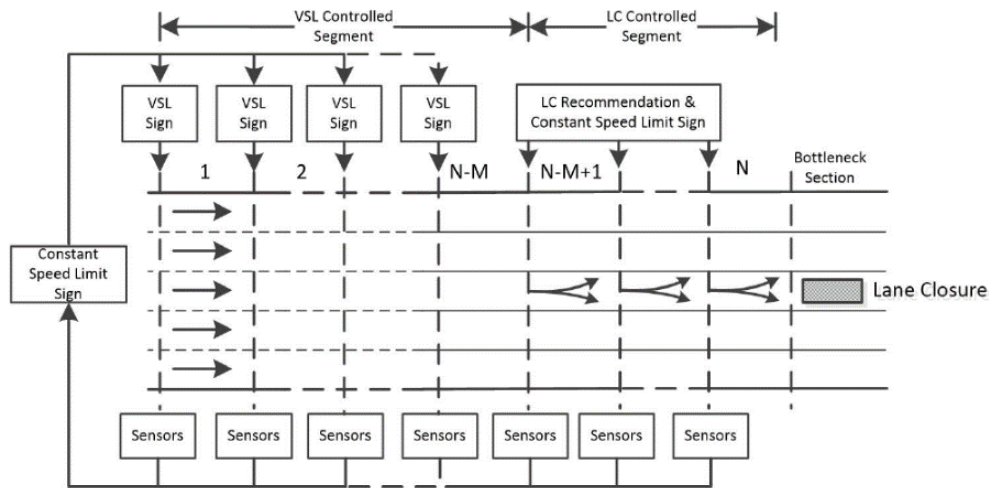 VSL Controlled
Segment
LC Controlled
Segment
VSL
Sign
VSL
Sign
VSL
Sign
VSL
Sign
LC Recommendation &
Constant Speed Limit Sign
1
2
N-M
N-M+1
N
Bottleneck
Section
Constant
Speed Limit
Sign
Lane Closure
Sensors
Sensors
Sensors
Sensors
Sensors
Sensors
Sensors